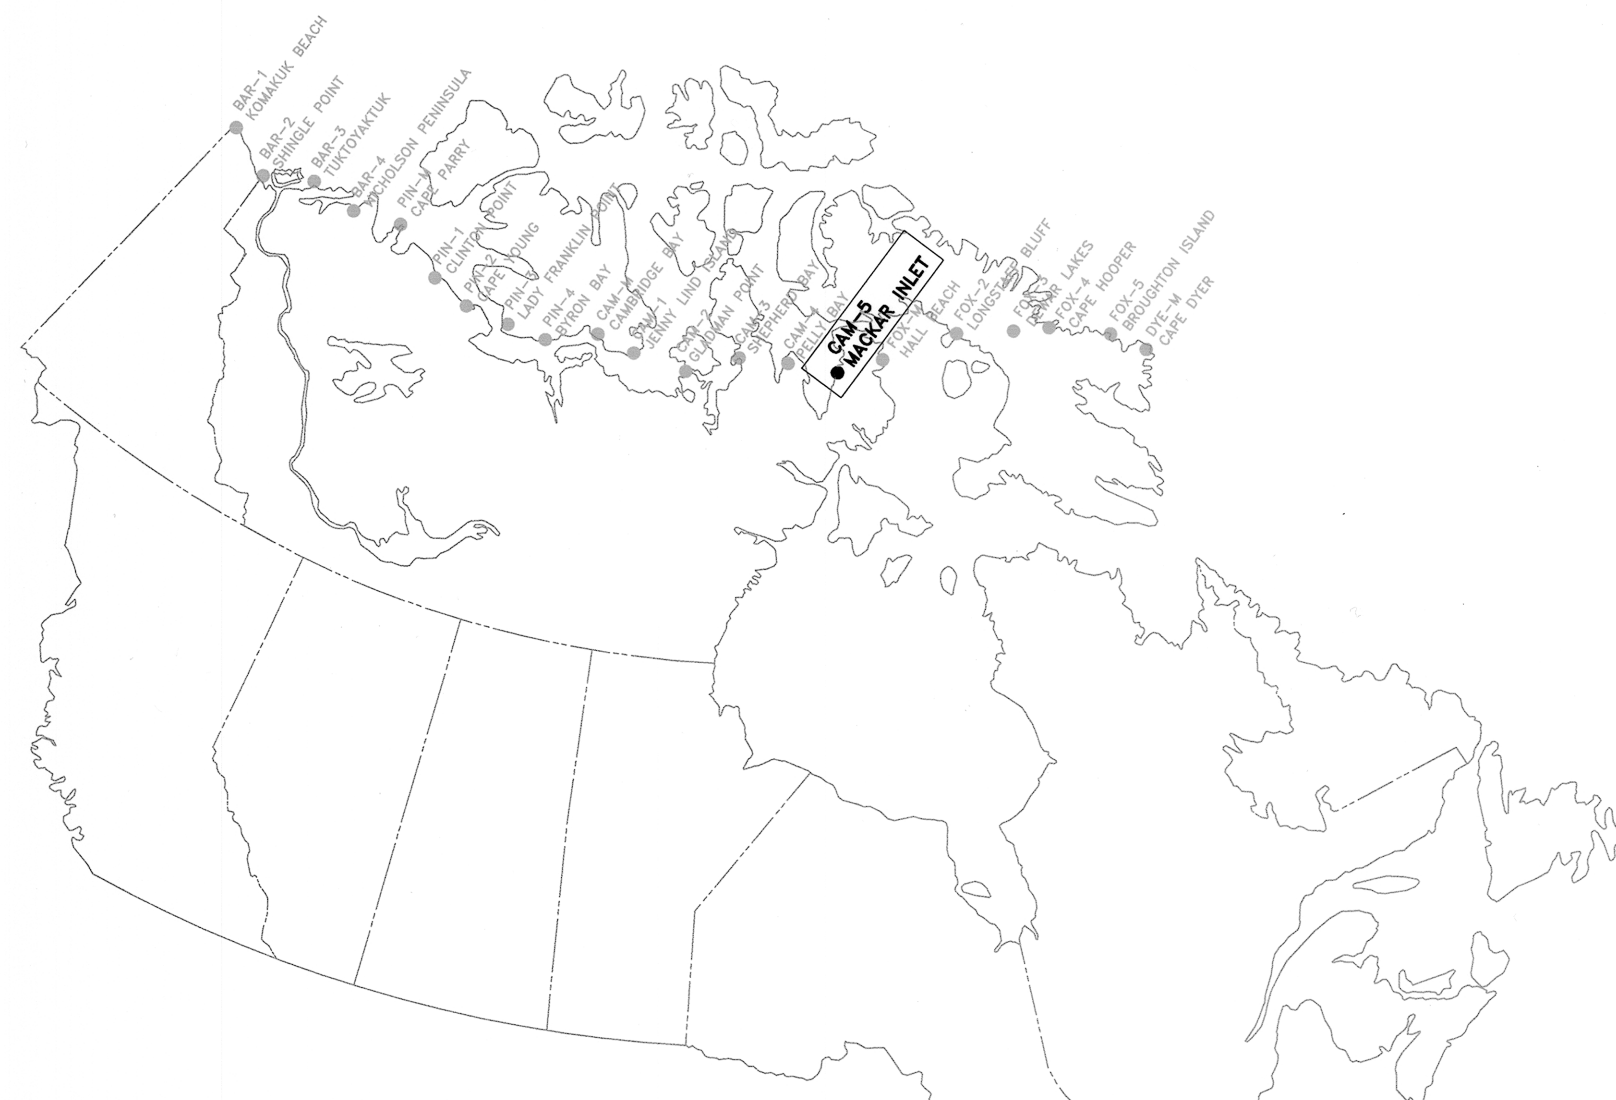 BAR-1
KOMAKUK BEACH
BAR-2
SHINGLE POINT
BAR-3
TUKTOYAKTUK
BAR-4
NICHOLSON PENINSULA
PIN-M
CAPE PARRY
PIN-1
CLINTON POINT
PIN-2
CAPE YOUNG
PIN-3
LADY FRANKLIN POINT
PIN-4
BYRON BAY
CAM-M
CAMBRIDGE BAY
CAM-1
JENNY LIND ISLAND
CAM-2
GLADMAN POINT
CAM-3
SHEPHERD BAY
CAM-4
PELLY BAY
CAM-5
MACKAR INLET
FOX-M
HALL BEACH
FOX-2
LONGSTAFF BLUFF
FOX-3
DEWAR LAKES
FOX-4
CAPE HOOPER
FOX-5
BROUGHTON ISLAND
DYE-M
CAPE DYER